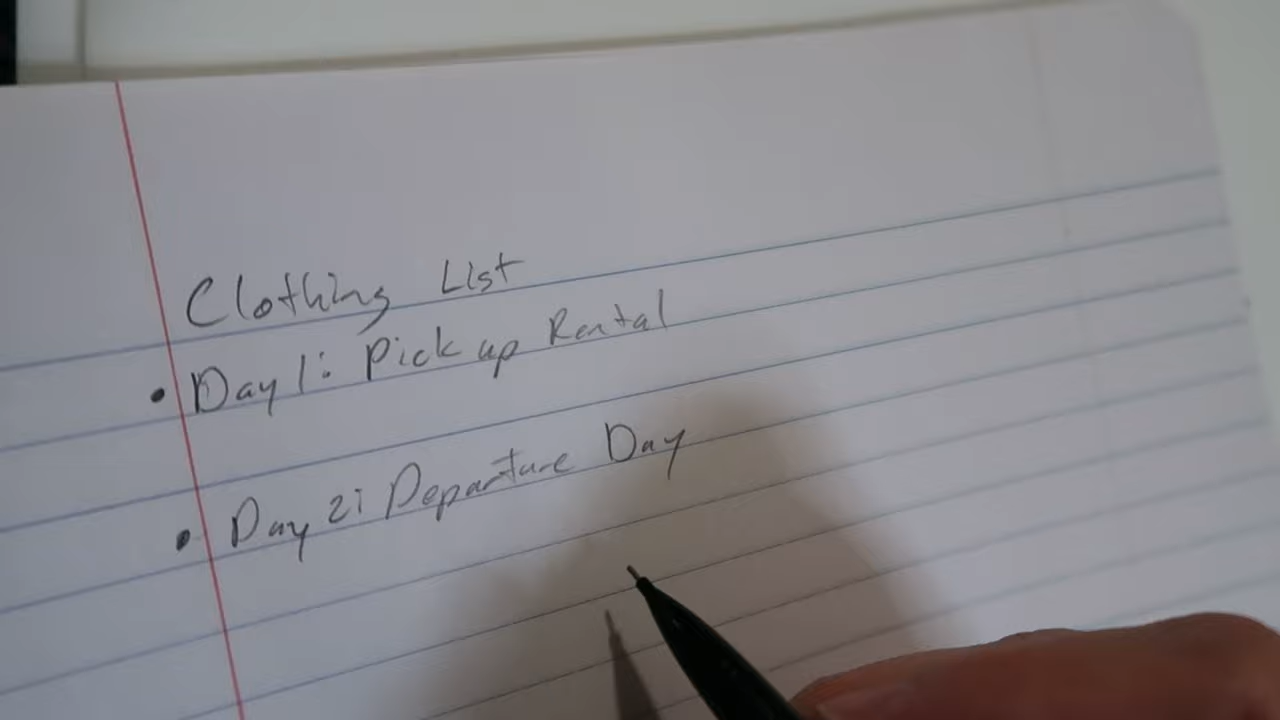 Clothing List
• Day 1: Pick up Rental
• Day 2: Departure Day